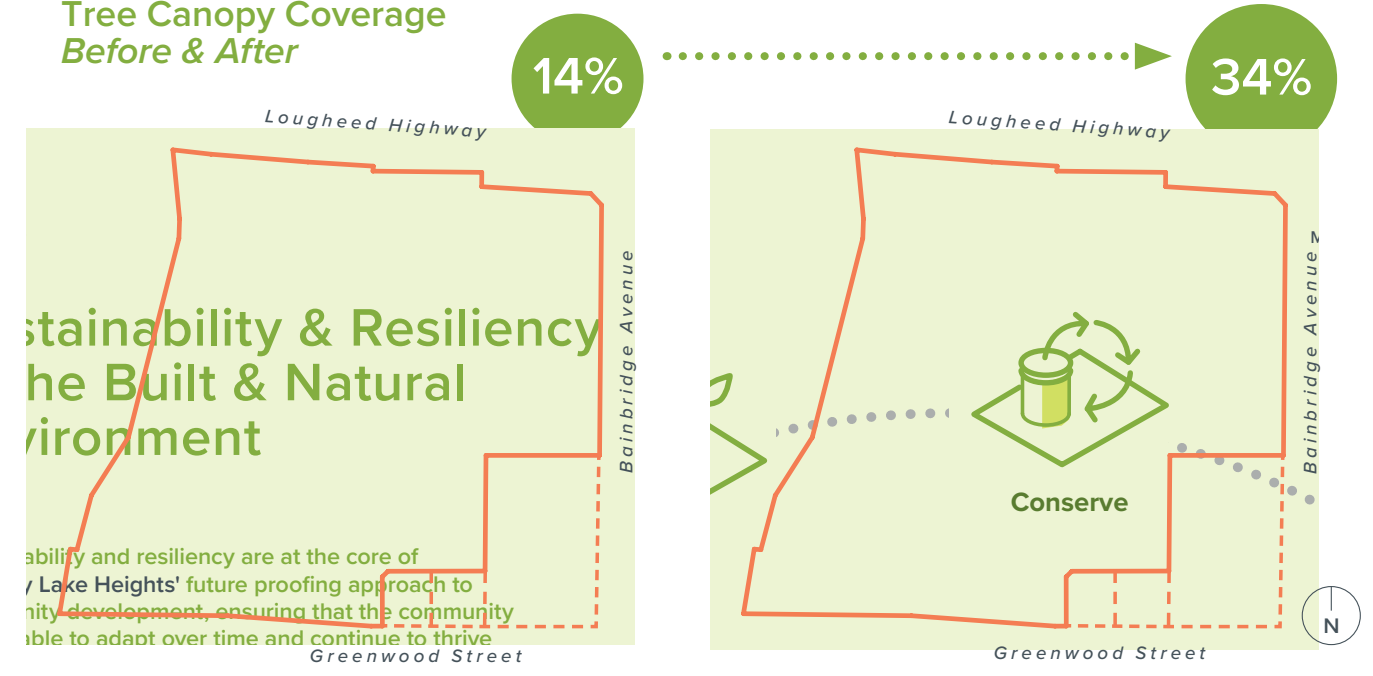 Tree Canopy Coverage
Before & After
14%
34%
Lougheed Highway
stainability & Resiliency
he Built & Natural
vironment
Bainbridge Avenue
ability and resiliency are at the core of
y Lake Heights' future proofing approach to
nity development, ensuring that the community
able to adapt over time and continue to thrive
Greenwood Street
Lougheed Highway
M
Bainbridge Avenue
Conserve
N
Greenwood Street